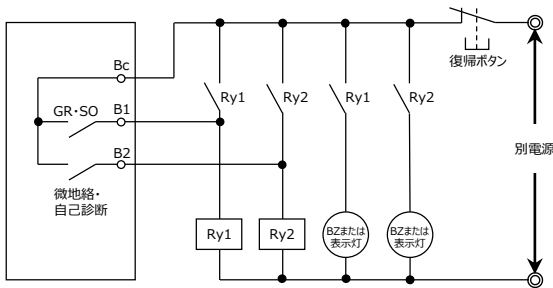 Bc
GR・SO
B1
B2
微地絡・
自己診断
Ry1
Ry2
Ry1
Ry2
復帰ボタン
別電源
Ry1
Ry2
BZまたは
表示灯
BZまたは
表示灯